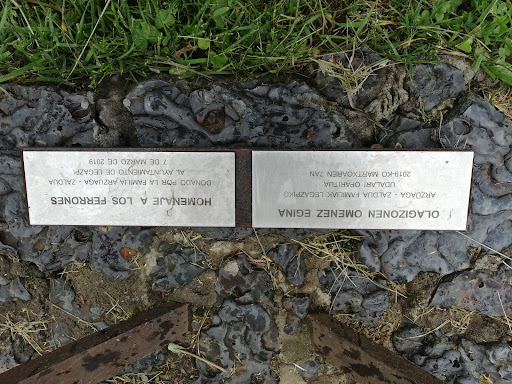 OLAGIZONEN OMENEZ EGINA
ARZUAGA - ZALDUA FAMILIAK LEGAZPIKO
UDALARI OPARITUA
2019-KO MARTXOAREN 7AN
HOMENAJE A LOS FERRONES
DONADO POR LA FAMILIA ARZUAGA - ZALDUA
AL AYUNTAMIENTO DE LEGAZPI
7 DE MARZO DE 2019